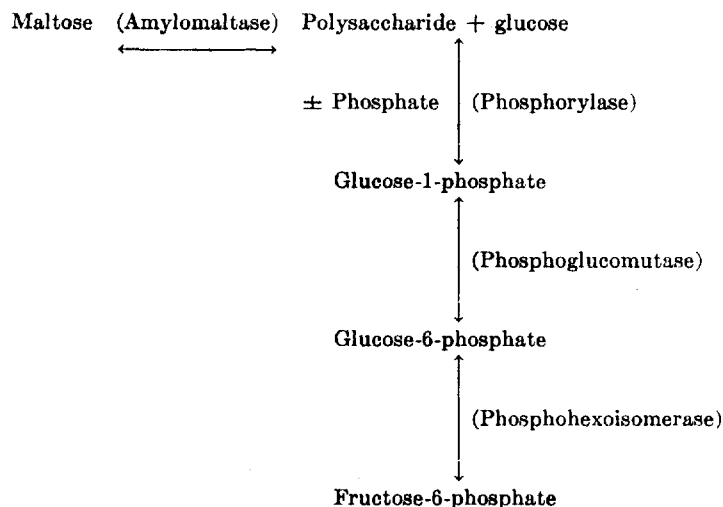 Maltose (Amylomaltase) Polysaccharide + glucose
± Phosphate (Phosphorylase)
Glucose-1-phosphate
(Phosphoglucomutase)
Glucose-6-phosphate
(Phosphohexoisomerase)
Fructose-6-phosphate